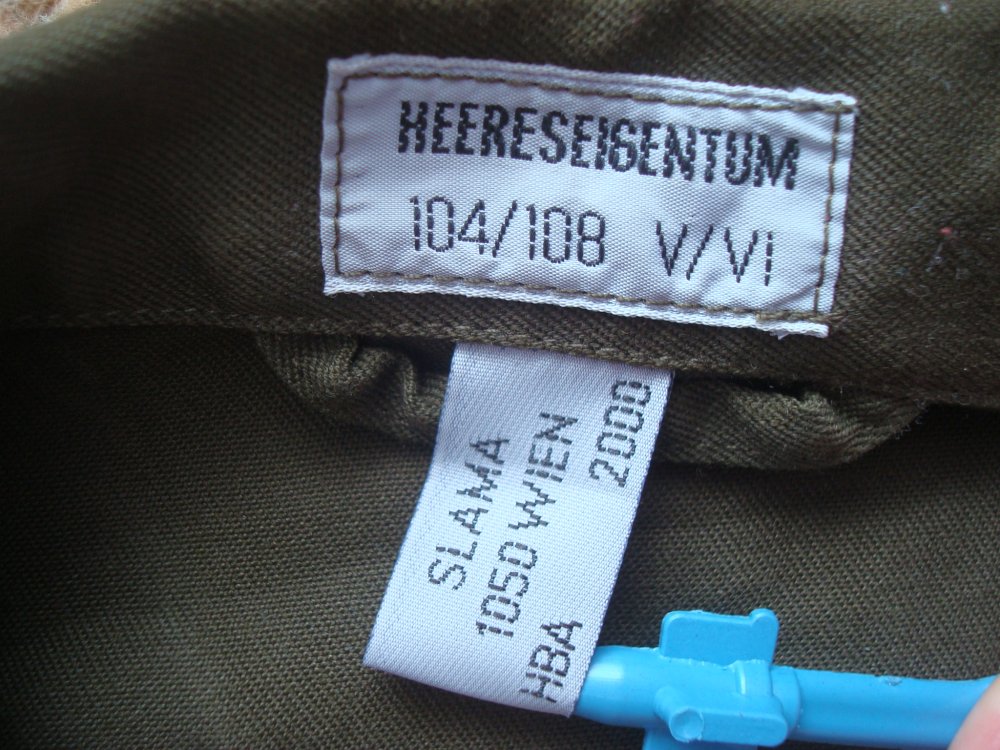 HEERESEIGENTUM
104/108 V/VI
SLAMA
1050 WIEN
HBA 2000